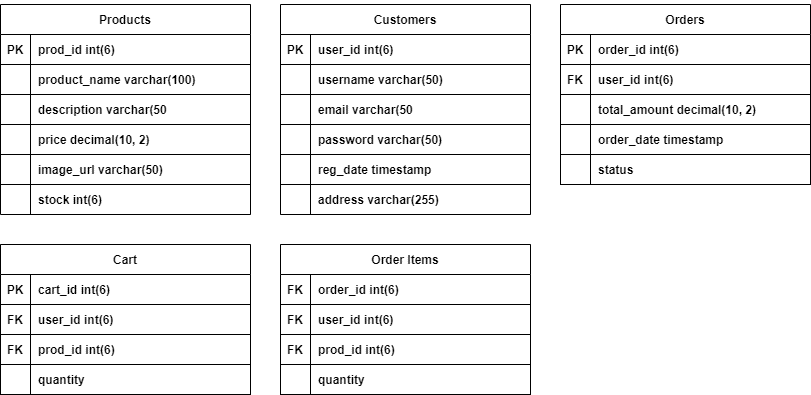 Products
PK prod_id int(6)
product_name varchar(100)
description varchar(50
price decimal(10, 2)
image_url varchar(50)
stock int(6)
Customers
PK user_id int(6)
username varchar(50)
email varchar(50
password varchar(50)
reg_date timestamp
address varchar(255)
Orders
PK order_id int(6)
FK user_id int(6)
total_amount decimal(10, 2)
order_date timestamp
status
Cart
PK cart_id int(6)
FK user_id int(6)
FK prod_id int(6)
quantity
Order Items
FK order_id int(6)
FK user_id int(6)
FK prod_id int(6)
quantity